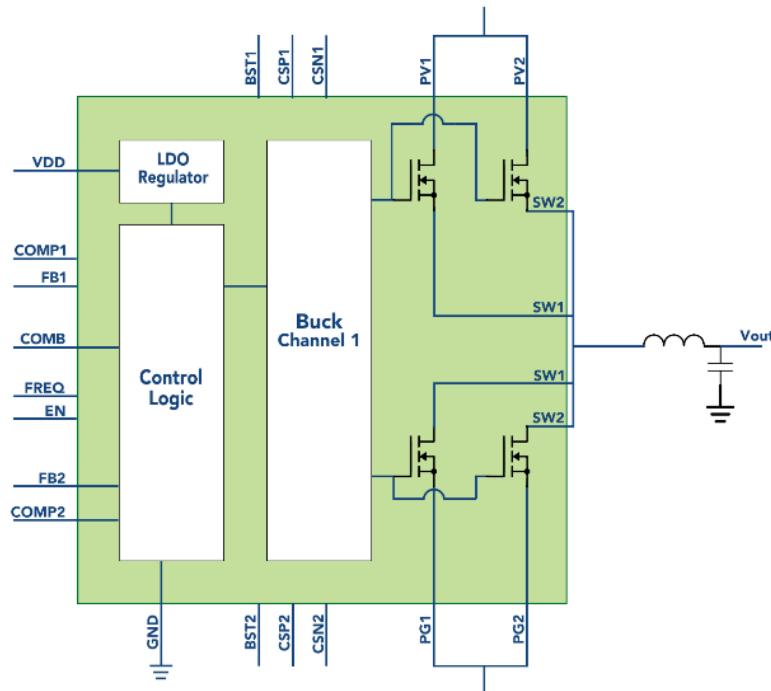 BST1
CSP1
CSN1
PV1
PV2
VDD
LDO
Regulator
SW2
COMP1
FB1
SW1
Buck
Channel 1
COMB
Vout
Control
Logic
SW1
FREQ
EN
SW2
FB2
COMP2
GND
BST2
CSP2
CSN2
PG1
PG2